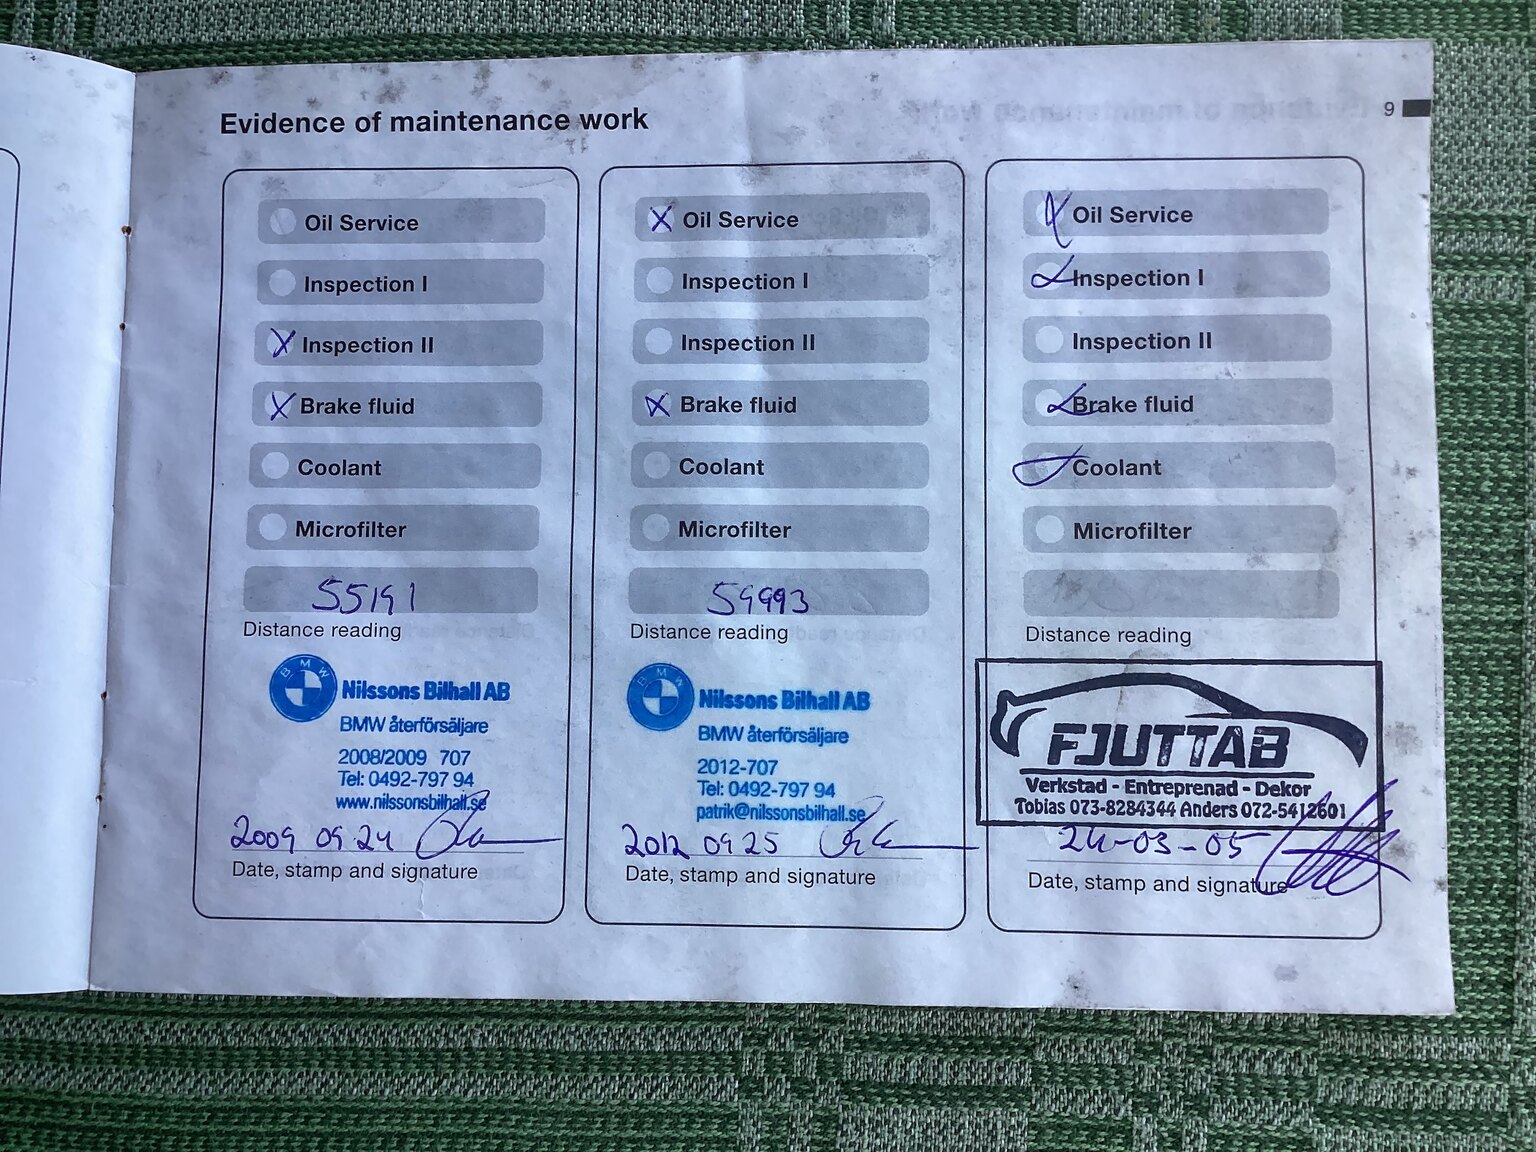 Evidence of maintenance work
9
Oil Service
Inspection I
Inspection II
Brake fluid
Coolant
Microfilter
55191
Distance reading
BMW
Nilssons Bilhall AB
BMW återförsäljare
2008/2009 707
Tel: 0492-797 94
www.nilssonsbilhall.se
2009 09 24
Date, stamp and signature
Oil Service
Inspection I
Inspection II
Brake fluid
Coolant
Microfilter
59993
Distance reading
BMW
Nilssons Bilhall AB
BMW återförsäljare
2012-707
Tel: 0492-797 94
patrik@nilssonsbilhall.se
2012 09 25
Date, stamp and signature
Oil Service
Inspection I
Inspection II
Brake fluid
Coolant
Microfilter
Distance reading
FJUTTAB
Verkstad - Entreprenad - Dekor
Tobias 073-8284344 Anders 072-5412601
24-03-05
Date, stamp and signature